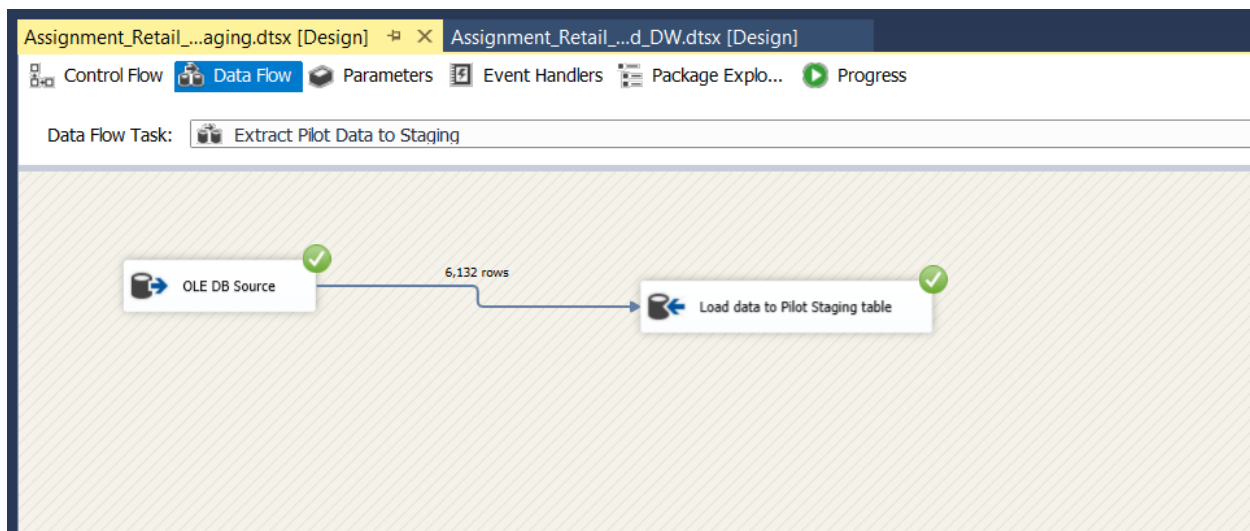 Assignment_Retail_...aging.dtsx [Design] Assignment_Retail_...d_DW.dtsx [Design]
Control Flow Data Flow Parameters Event Handlers Package Explo... Progress
Data Flow Task: Extract Pilot Data to Staging
6,132 rows
OLE DB Source
Load data to Pilot Staging table